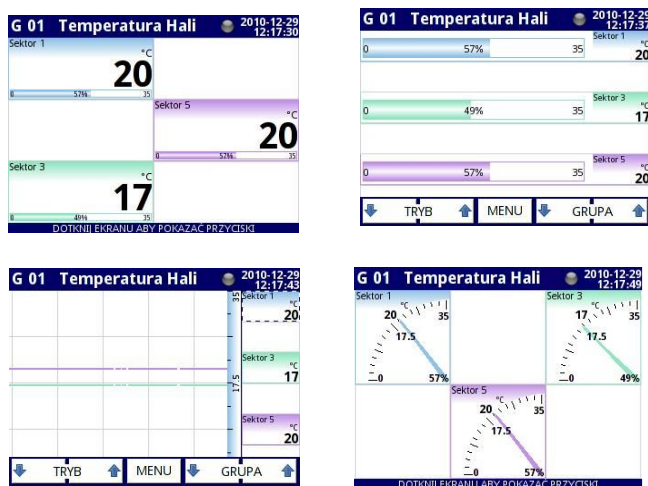 G 01 Temperatura Hali 2010-12-29
12:17:30
Sektor 1
°C
20
0 57% 35
Sektor 5
°C
20
0 57% 35
Sektor 3
°C
17
0 49% 35
DOTKNIJ EKRANU ABY POKAZAĆ PRZYCISKI
G 01 Temperatura Hali 2010-12-29
12:17:37
0 57% 35
Sektor 1
°C
20
0 49% 35
Sektor 3
°C
17
0 57% 35
Sektor 5
°C
20
TRYB MENU GRUPA
G 01 Temperatura Hali 2010-12-29
12:17:43
35
17.5
Sektor 1
°C
20
Sektor 3
°C
17
Sektor 5
°C
20
TRYB MENU GRUPA
G 01 Temperatura Hali 2010-12-29
12:17:49
Sektor 1
°C
20 35
17.5
0 57%
Sektor 3
°C
17 35
17.5
0 49%
Sektor 5
°C
20 35
17.5
0 57%
DOTKNIJ EKRANU ABY POKAZAĆ PRZYCISKI